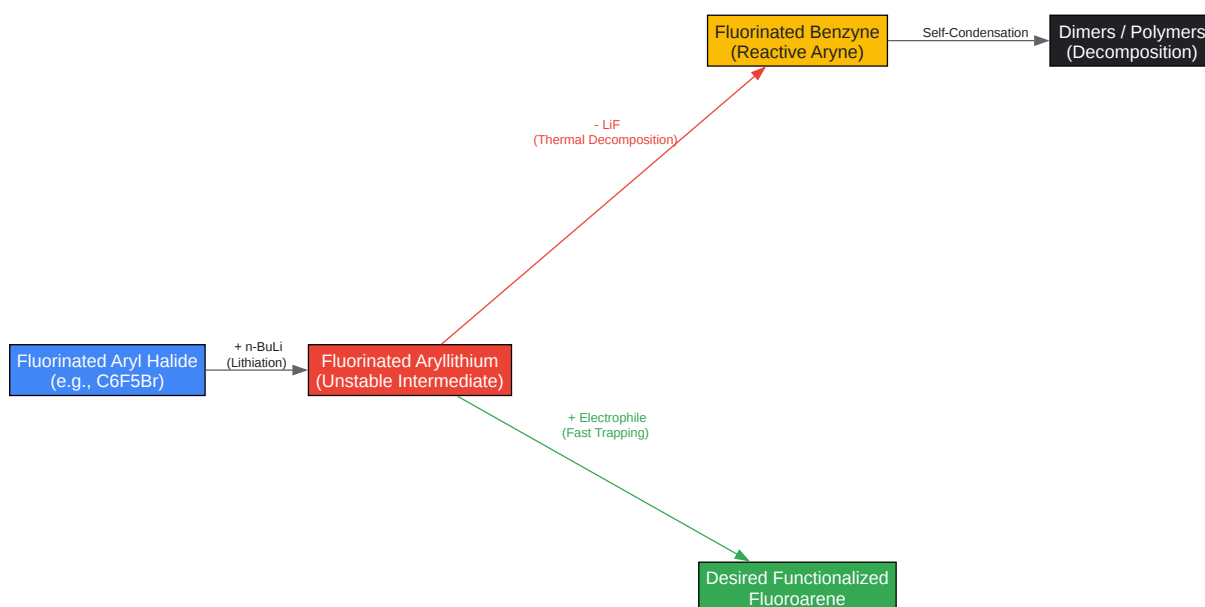 Fluorinated Benzyne
(Reactive Aryne)
Self-Condensation
Dimers / Polymers
(Decomposition)
- LiF
(Thermal Decomposition)
Fluorinated Aryl Halide
(e.g., C6F5Br)
+ n-BuLi
(Lithiation)
Fluorinated Aryllithium
(Unstable Intermediate)
+ Electrophile
(Fast Trapping)
Desired Functionalized
Fluoroarene